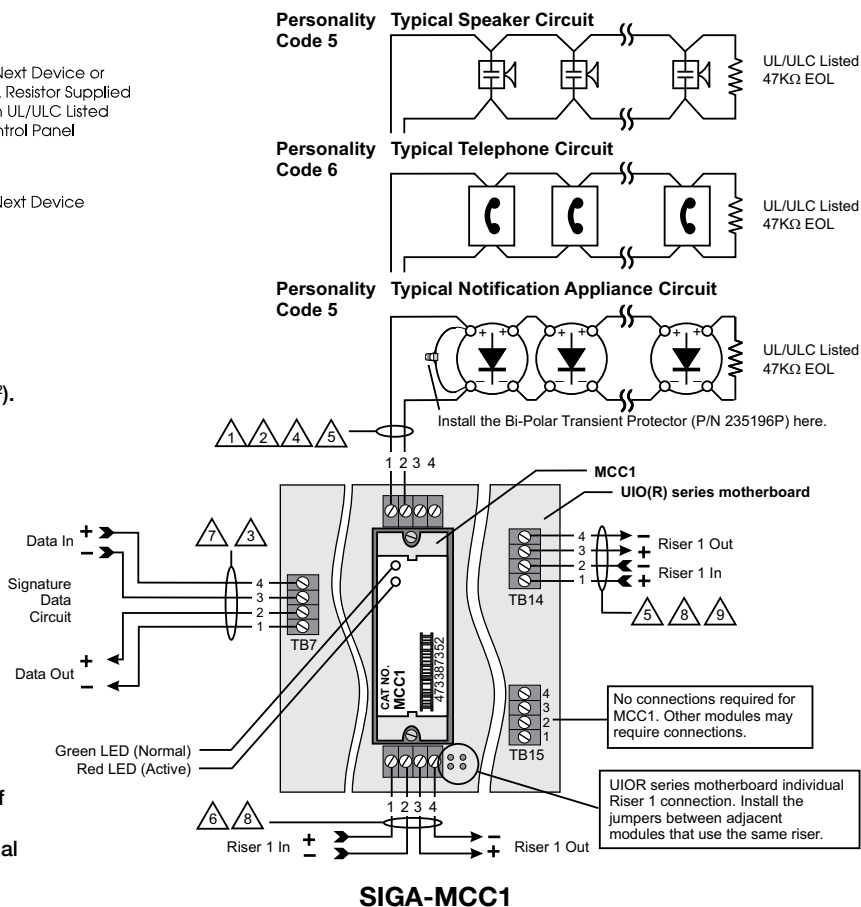 Personality Typical Speaker Circuit
Code 5
UL/ULC Listed
47KΩ EOL
Next Device or
Resistor Supplied
UL/ULC Listed
ntrol Panel
Personality Typical Telephone Circuit
Code 6
UL/ULC Listed
47KΩ EOL
Next Device
Personality Typical Notification Appliance Circuit
Code 5
+ +
+ +
+ +
− −
− −
− −
UL/ULC Listed
47KΩ EOL
Install the Bi-Polar Transient Protector (P/N 235196P) here.
).
1 2 4 5
1 2 3 4
MCC1
UIO(R) series motherboard
Data In + −
7 3
4
3
2
1
TB7
Signature
Data
Circuit
Data Out + −
4 − Riser 1 Out
3 +
2 − Riser 1 In
1 +
TB14
5 8 9
CAT NO.
MCC1
473387352
4
3
2
1
TB15
No connections required for
MCC1. Other modules may
require connections.
Green LED (Normal)
Red LED (Active)
UIOR series motherboard individual
Riser 1 connection. Install the
jumpers between adjacent
modules that use the same riser.
f
al
1 2 3 4
6 8
Riser 1 In + −
− + Riser 1 Out
SIGA-MCC1